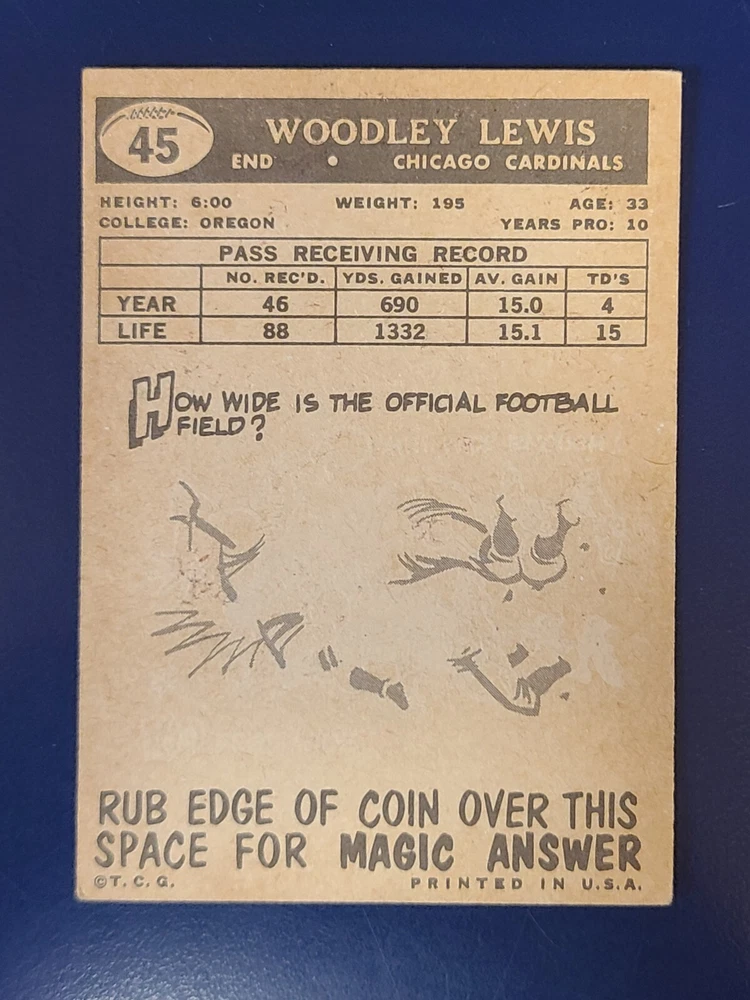 45
WOODLEY LEWIS
END • CHICAGO CARDINALS
HEIGHT: 6:00 WEIGHT: 195 AGE: 33
COLLEGE: OREGON YEARS PRO: 10
PASS RECEIVING RECORD
NO. REC'D. YDS. GAINED AV. GAIN TD'S
YEAR 46 690 15.0 4
LIFE 88 1332 15.1 15
HOW WIDE IS THE OFFICIAL FOOTBALL
FIELD?
RUB EDGE OF COIN OVER THIS
SPACE FOR MAGIC ANSWER
©T.C.G. PRINTED IN U.S.A.